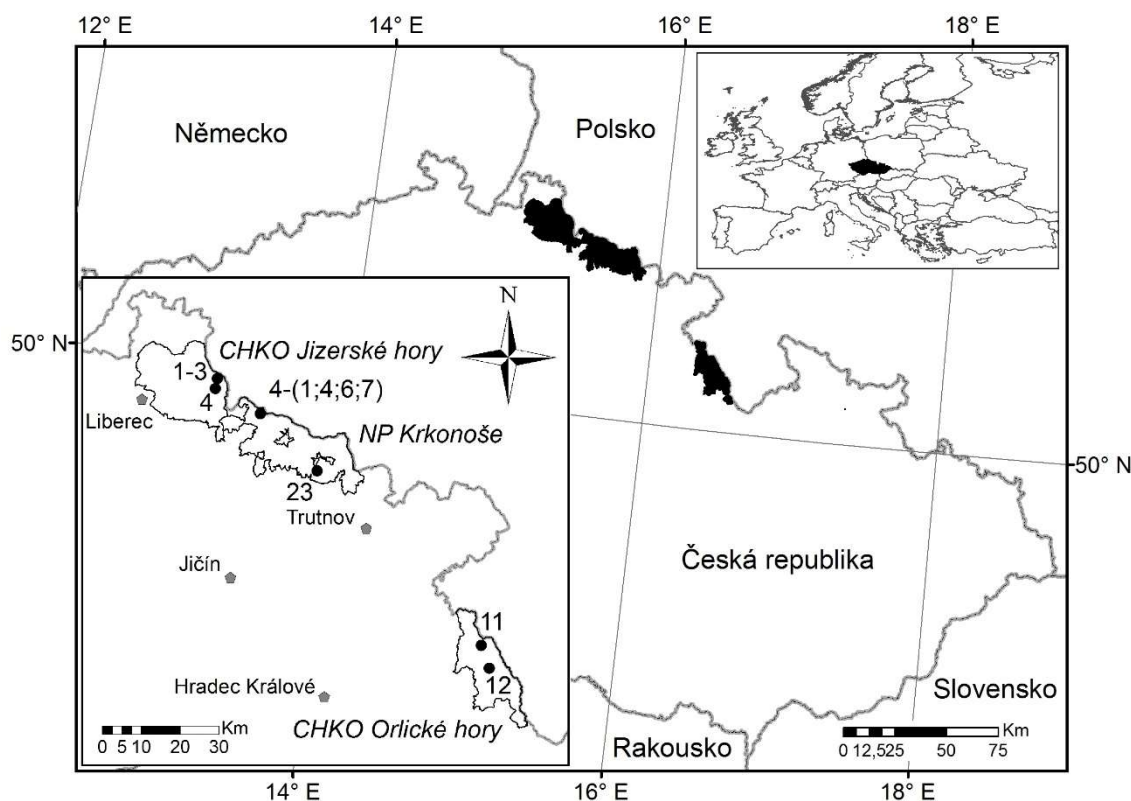 12° E
14° E
16° E
18° E
Německo
Polsko
50° N
N
CHKO Jizerské hory
1-3
4-(1;4;6;7)
4
Liberec
NP Krkonoše
50° N
23
Trutnov
Česká republika
Jičín
11
12
Hradec Králové
Slovensko
CHKO Orlické hory
Km
0 5 10 20 30
Rakousko
Km
0 12,525 50 75
14° E
16° E
18° E